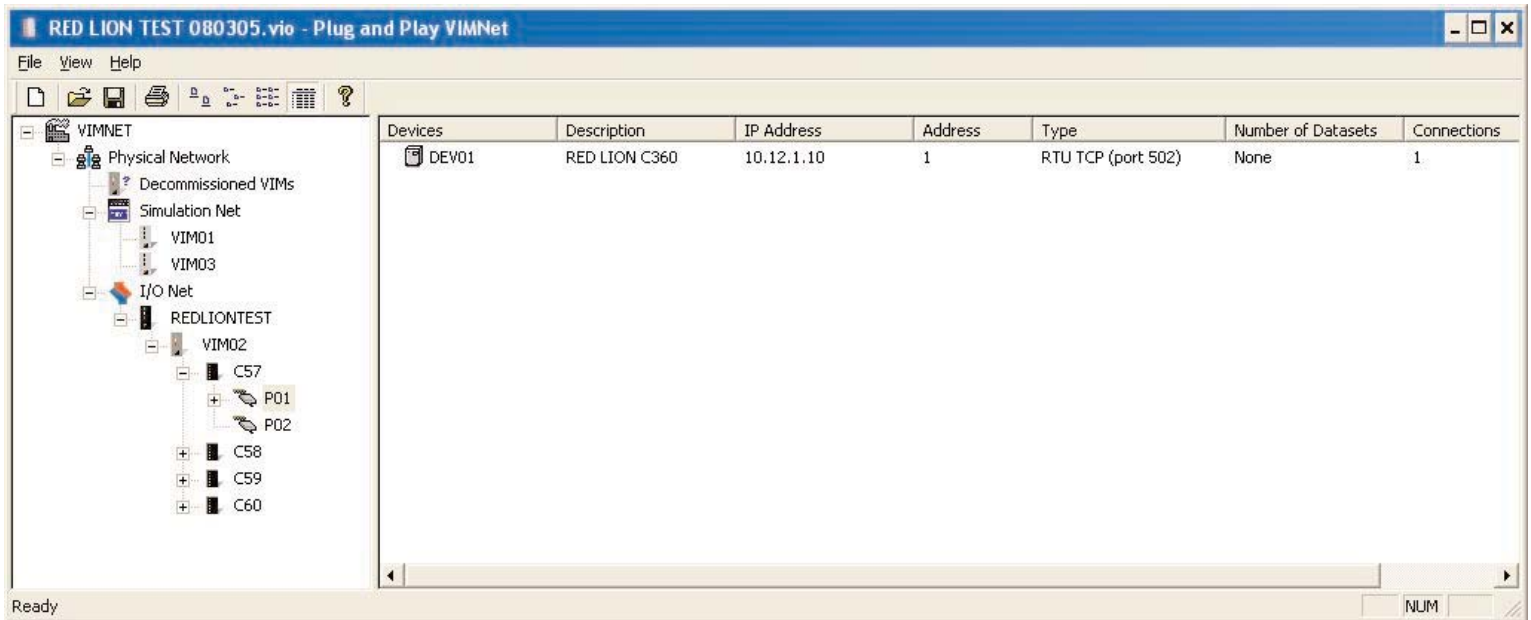 RED LION TEST 080305.vio - Plug and Play VIMNet
File View Help
VIMNET
Physical Network
Decommissioned VIMs
Simulation Net
VIM01
VIM03
I/O Net
REDLIONTEST
VIM02
C57
P01
P02
C58
C59
C60
Devices Description IP Address Address Type Number of Datasets Connections
DEV01 RED LION C360 10.12.1.10 1 RTU TCP (port 502) None 1
Ready NUM